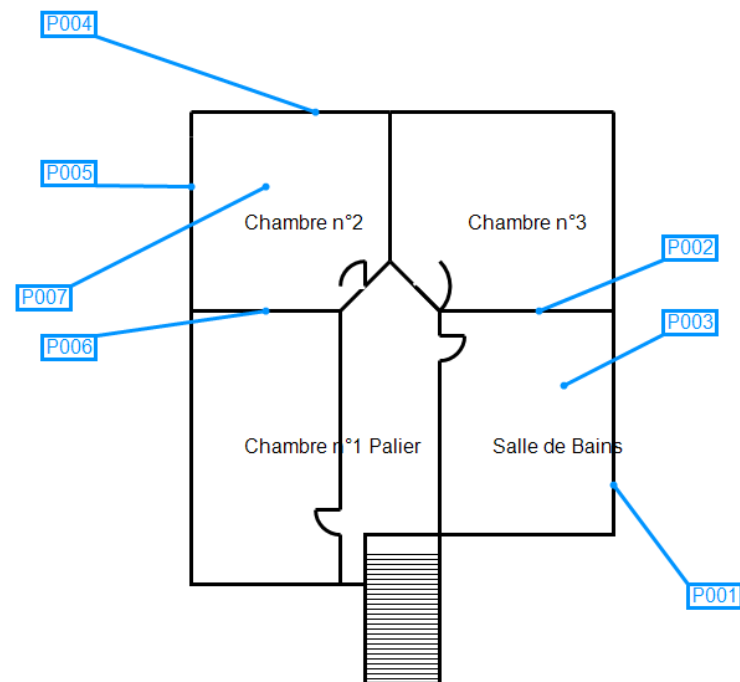 P004
P005
Chambre n°2
Chambre n°3
P002
P007
P003
P006
Chambre n°1 Palier
Salle de Bains
P001